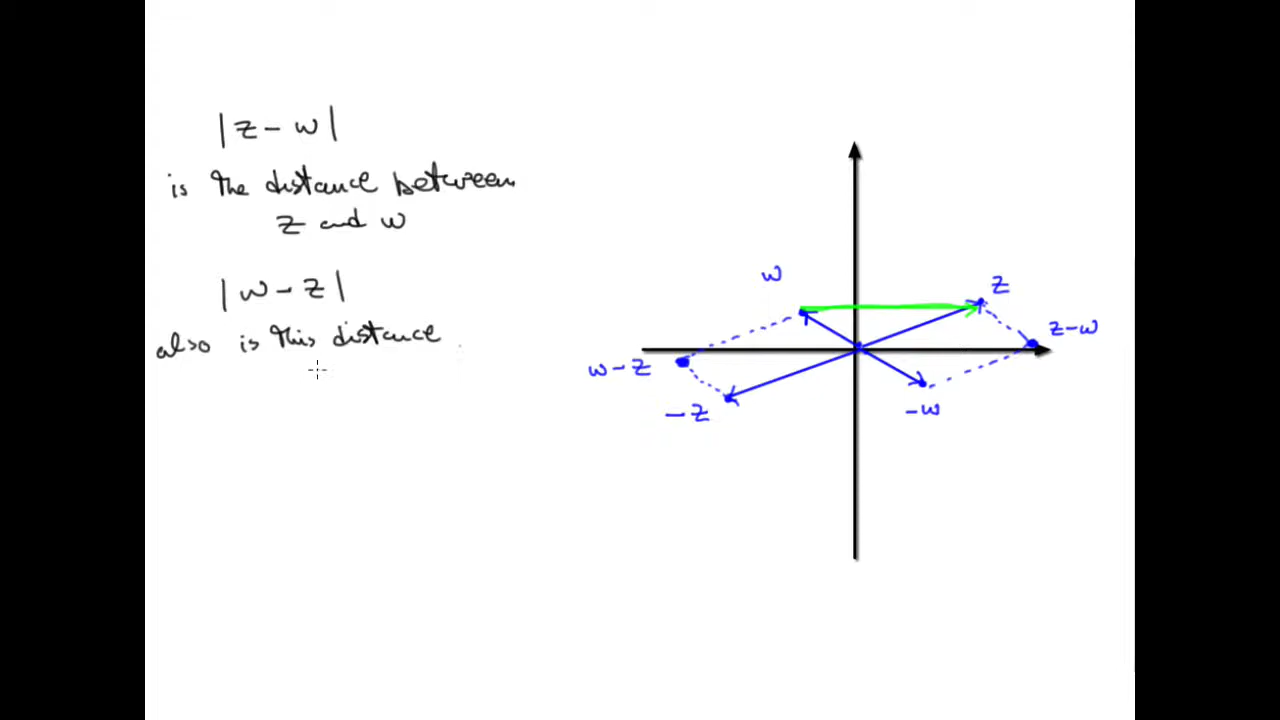 |z - w|
is the distance between
z and w
|w - z|
also is this distance
w
z
z-w
w-z
-z
-w